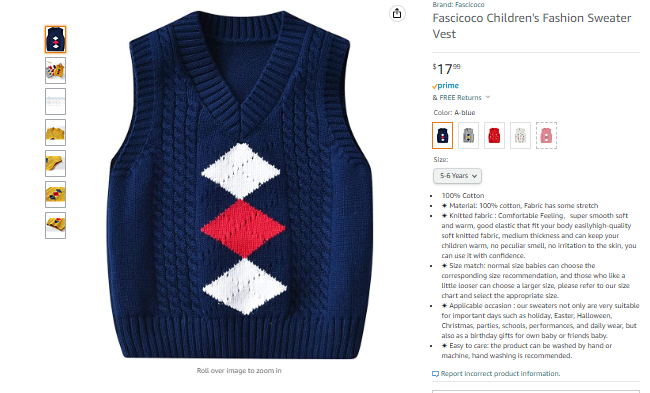 Brand: Fascicoco
Fascicoco Children's Fashion Sweater
Vest
$1799
prime
& FREE Returns
Color: A-blue
Size:
5-6 Years
100% Cotton
✴ Material: 100% cotton, Fabric has some stretch
✴ Knitted fabric : Comfortable Feeling， super smooth soft
and warm, good elastic that fit your body easilyhigh-quality
soft knitted fabric, medium thickness and can keep your
children warm, no peculiar smell, no irritation to the skin, you
can use it with confidence.
✴ Size match: normal size babies can choose the
corresponding size recommendation, and those who like a
little looser can choose a larger size, please refer to our size
chart and select the appropriate size.
✴ Applicable occasion : our sweaters not only are very suitable
for important days such as holiday, Easter, Halloween,
Christmas, parties, schools, performances, and daily wear, but
also as a birthday gifts for own baby or friends baby.
✴ Easy to care: the product can be washed by hand or
machine, hand washing is recommended.
Roll over image to zoom in
Report incorrect product information.